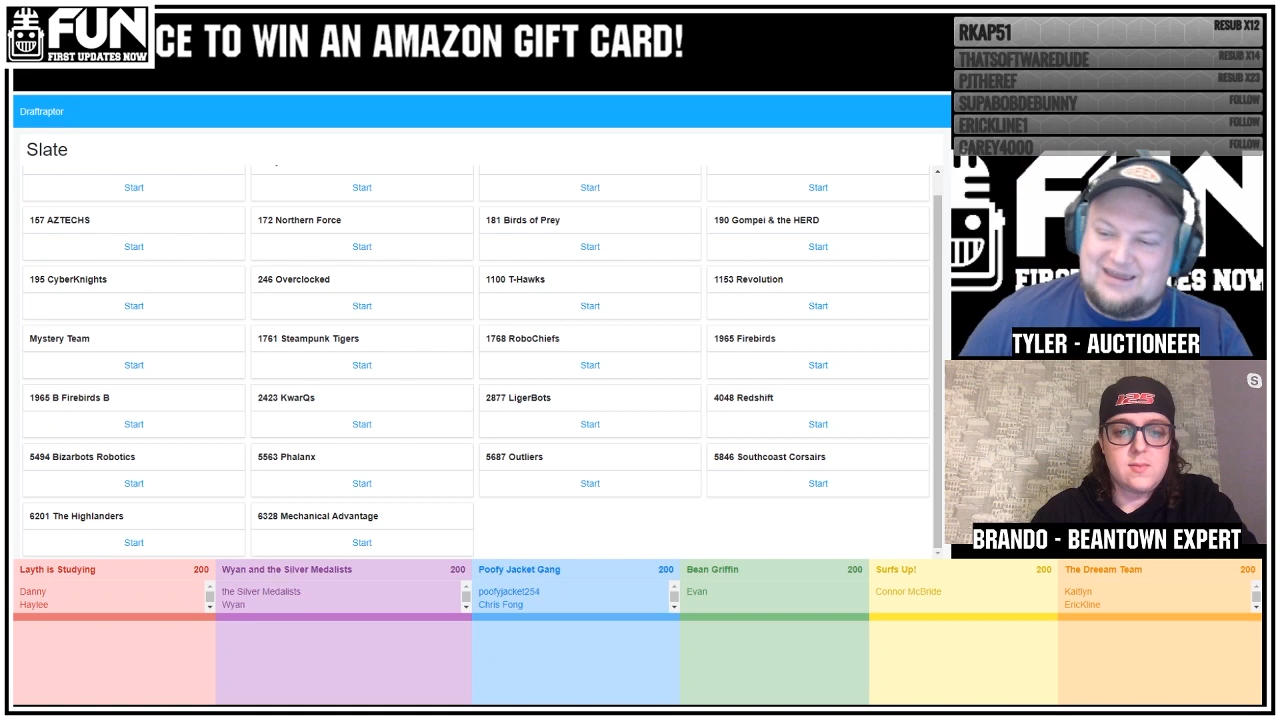 FUN
FIRST UPDATES NOW
CE TO WIN AN AMAZON GIFT CARD!
RKAP51 RESUB X12
THATSOFTWAREDUDE RESUB X14
PJTHEREF RESUB X23
SUPABOBDEBUNNY FOLLOW
ERICKLINE1 FOLLOW
CAREY4000 FOLLOW
Draftraptor
Slate
Start Start Start Start
157 AZTECHS 172 Northern Force 181 Birds of Prey 190 Gompei & the HERD
Start Start Start Start
195 CyberKnights 246 Overclocked 1100 T-Hawks 1153 Revolution
Start Start Start Start
Mystery Team 1761 Steampunk Tigers 1768 RoboChiefs 1965 Firebirds
Start Start Start Start
1965 B Firebirds B 2423 KwarQs 2877 LigerBots 4048 Redshift
Start Start Start Start
5494 Bizarbots Robotics 5563 Phalanx 5687 Outliers 5846 Southcoast Corsairs
Start Start Start Start
6201 The Highlanders 6328 Mechanical Advantage
Start Start
TYLER - AUCTIONEER
125
BRANDO - BEANTOWN EXPERT
Layth is Studying 200 Wyan and the Silver Medalists 200 Poofy Jacket Gang 200 Bean Griffin 200 Surfs Up! 200 The Dreeam Team 200
Danny the Silver Medalists poofyjacket254 Evan Connor McBride Kaitlyn
Haylee Wyan Chris Fong EricKline